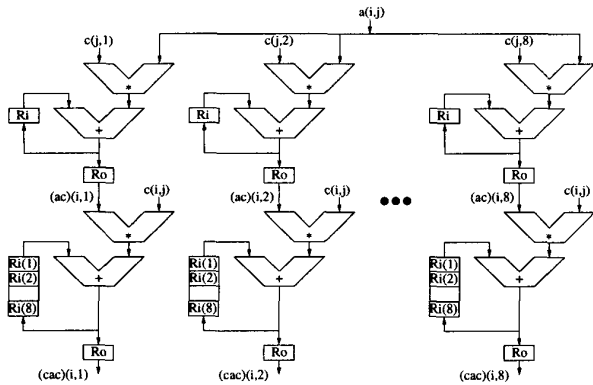 a(i,j)
c(j,1) c(j,2) c(j,8)
* * *
Ri Ri Ri
+ + +
Ro Ro Ro
(ac)(i,1) c(i,j) (ac)(i,2) c(i,j) (ac)(i,8) c(i,j)
* * *
Ri(1) Ri(1) Ri(1)
Ri(2) + Ri(2) + Ri(2) +
Ri(8) Ri(8) Ri(8)
Ro Ro Ro
(cac)(i,1) (cac)(i,2) (cac)(i,8)